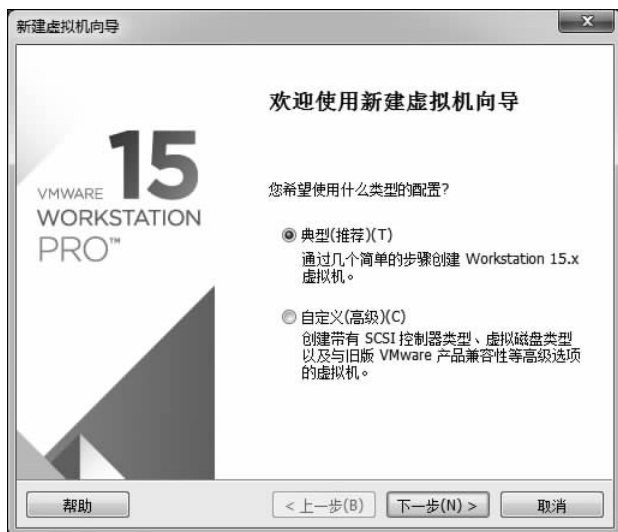 新建虚拟机向导
x
欢迎使用新建虚拟机向导
15
VMWARE
WORKSTATION
PRO™
您希望使用什么类型的配置?
典型(推荐)(T)
通过几个简单的步骤创建 Workstation 15.x
虚拟机。
自定义(高级)(C)
创建带有 SCSI 控制器类型、虚拟磁盘类型
以及与旧版 VMware 产品兼容性等高级选项
的虚拟机。
帮助
< 上一步(B)
下一步(N) >
取消